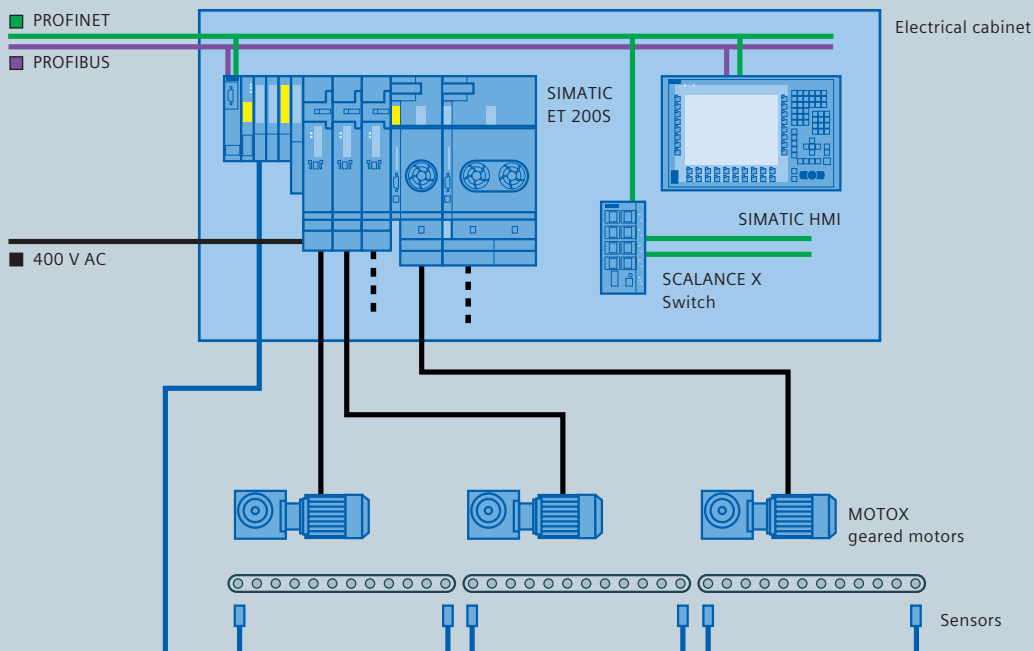 PROFINET
PROFIBUS
Electrical cabinet
SIMATIC
ET 200S
SIMATIC HMI
400 V AC
SCALANCE X
Switch
MOTOX
geared motors
Sensors